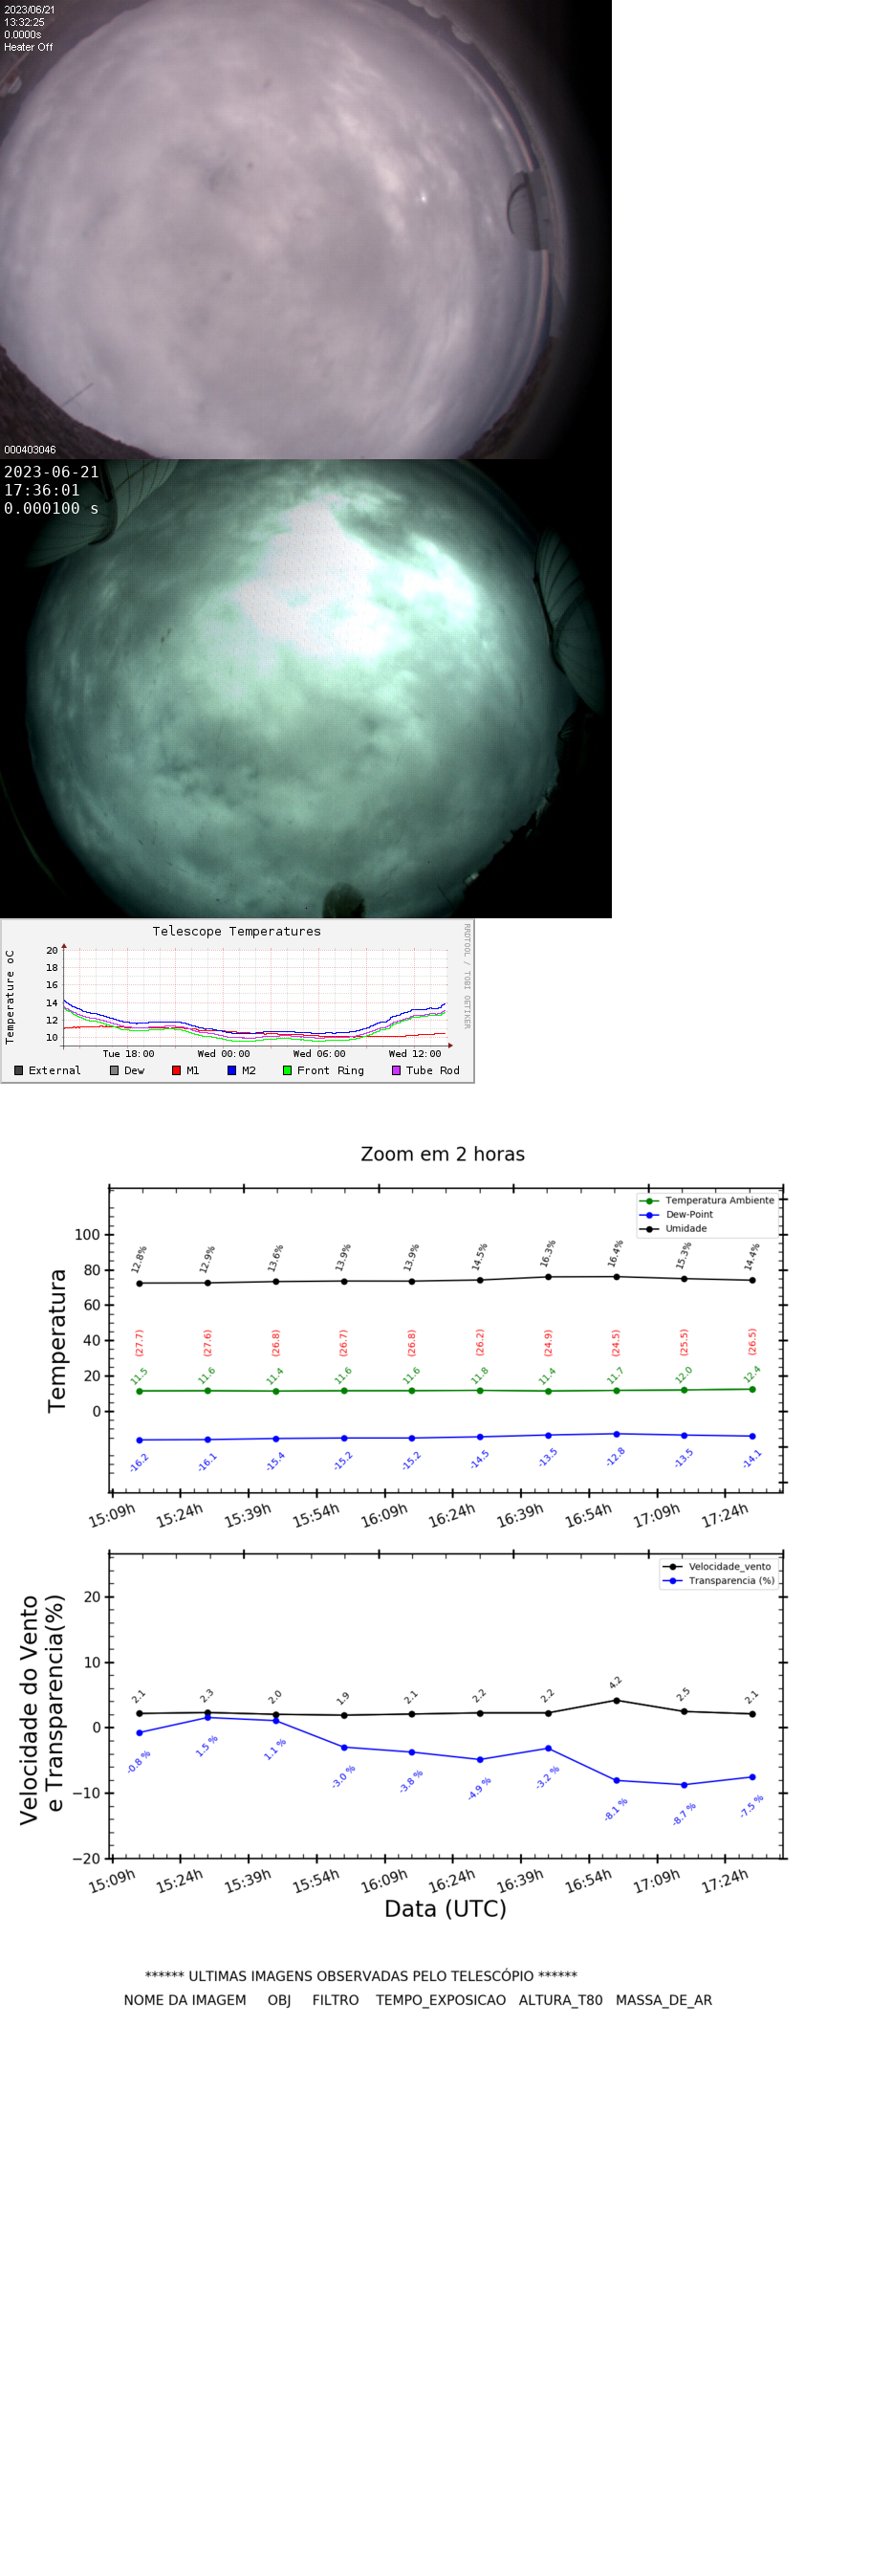 2023/06/21
13:32:25
0.0000s
Heater Off
000403046
2023-06-21
17:36:01
0.000100 s
Telescope Temperatures
RRDTOOL / TOBI OETIKER
Temperature oC
20
18
16
14
12
10
Tue 18:00 Wed 00:00 Wed 06:00 Wed 12:00
External Dew M1 M2 Front Ring Tube Rod
Zoom em 2 horas
Temperatura
Temperatura Ambiente
Dew-Point
Umidade
100
80
60
40
20
0
12.8% 12.9% 13.6% 13.9% 13.9% 14.5% 16.3% 16.4% 15.3% 14.4%
(27.7) (27.6) (26.8) (26.7) (26.8) (26.2) (24.9) (24.5) (25.5) (26.5)
11.5 11.6 11.4 11.6 11.6 11.8 11.4 11.7 12.0 12.4
-16.2 -16.1 -15.4 -15.2 -15.2 -14.5 -13.5 -12.8 -13.5 -14.1
15:09h 15:24h 15:39h 15:54h 16:09h 16:24h 16:39h 16:54h 17:09h 17:24h
Velocidade do Vento
e Transparencia(%)
Velocidade_vento
Transparencia (%)
20
10
0
−10
−20
2.1 2.3 2.0 1.9 2.1 2.2 2.2 4.2 2.5 2.1
-0.8 % 1.5 % 1.1 % -3.0 % -3.8 % -4.9 % -3.2 % -8.1 % -8.7 % -7.5 %
15:09h 15:24h 15:39h 15:54h 16:09h 16:24h 16:39h 16:54h 17:09h 17:24h
Data (UTC)
****** ULTIMAS IMAGENS OBSERVADAS PELO TELESCÓPIO ******
NOME DA IMAGEM OBJ FILTRO TEMPO_EXPOSICAO ALTURA_T80 MASSA_DE_AR